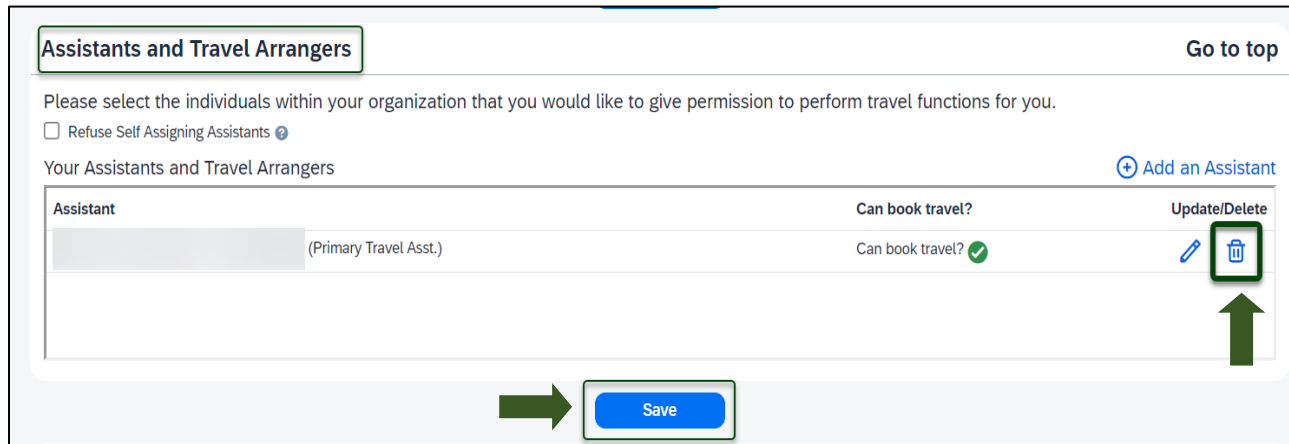 Assistants and Travel Arrangers
Go to top
Please select the individuals within your organization that you would like to give permission to perform travel functions for you.
Refuse Self Assigning Assistants ?
Your Assistants and Travel Arrangers
Add an Assistant
Assistant Can book travel? Update/Delete
(Primary Travel Asst.) Can book travel?
Save